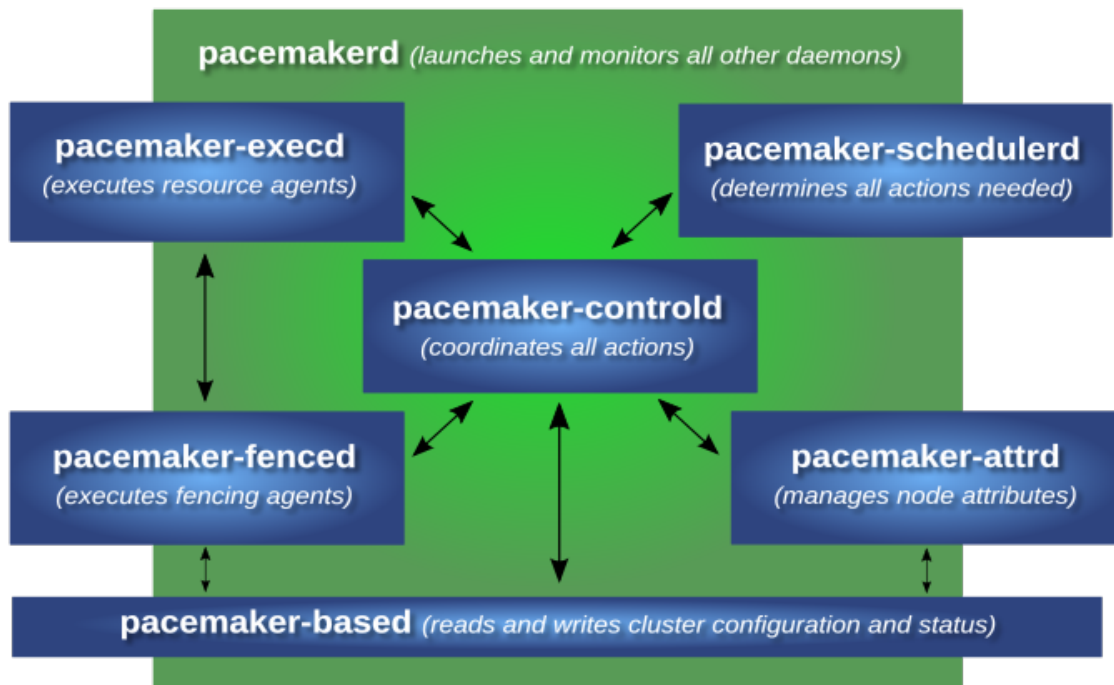 pacemakerd (launches and monitors all other daemons)
pacemaker-execd
(executes resource agents)
pacemaker-schedulerd
(determines all actions needed)
pacemaker-controld
(coordinates all actions)
pacemaker-fenced
(executes fencing agents)
pacemaker-attrd
(manages node attributes)
pacemaker-based (reads and writes cluster configuration and status)